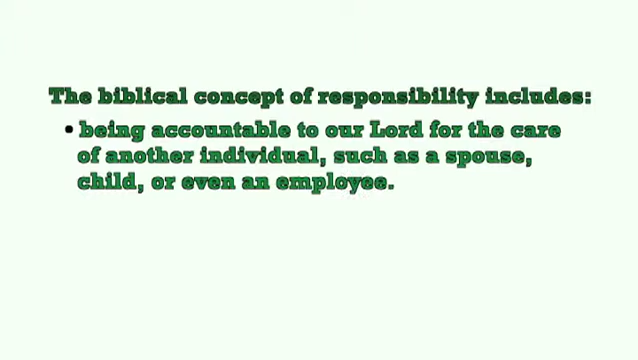 The biblical concept of responsibility includes:
• being accountable to our Lord for the care
of another individual, such as a spouse,
child, or even an employee.